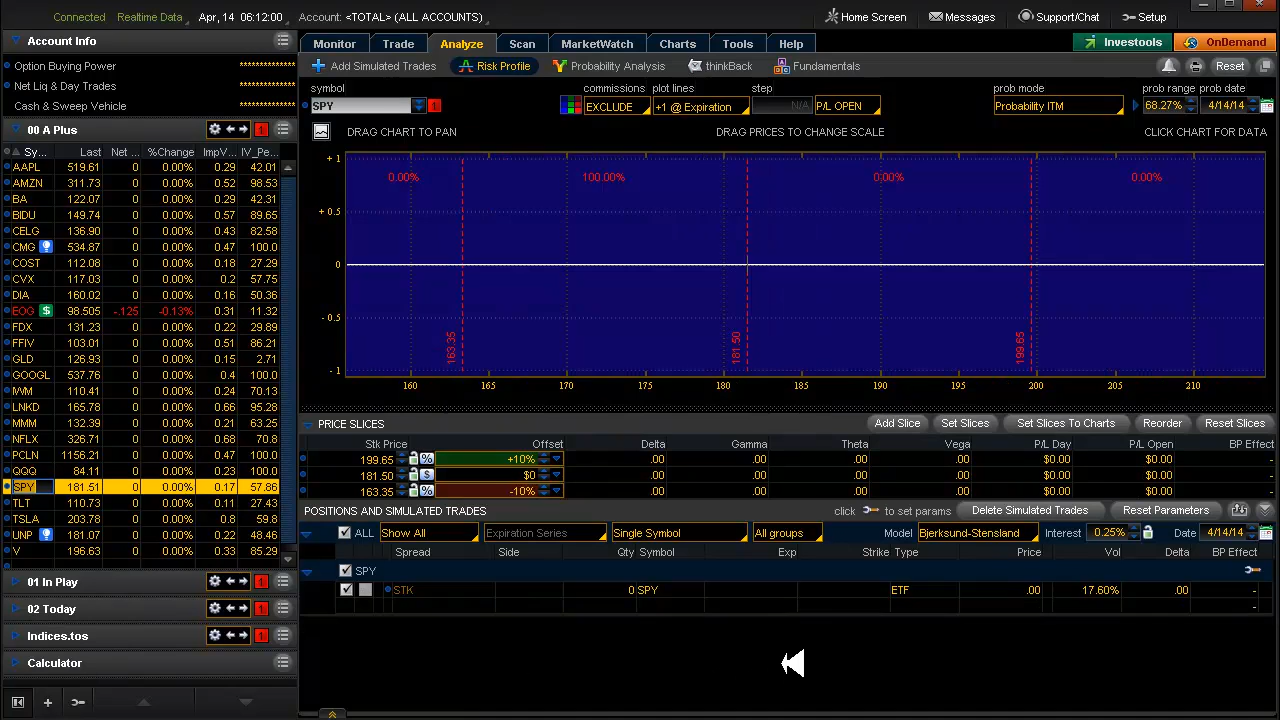 Connected Realtime Data Apr, 14 06:12:00 Account: <TOTAL> (ALL ACCOUNTS) Home Screen Messages Support/Chat Setup
Account Info
Option Buying Power ***************
Net Liq & Day Trades ***************
Cash & Sweep Vehicle ***************
Monitor Trade Analyze Scan MarketWatch Charts Tools Help Investools OnDemand
Add Simulated Trades Risk Profile Probability Analysis thinkBack Fundamentals Reset
symbol commissions plot lines step prob mode prob range prob date
SPY 1 EXCLUDE +1 @ Expiration N/A P/L OPEN Probability ITM 68.27% 4/14/14
DRAG CHART TO PAN DRAG PRICES TO CHANGE SCALE CLICK CHART FOR DATA
00 A Plus 1
Sy... Last Net ... %Change ImpV... IV_Pe...
AAPL 519.61 0 0.00% 0.29 42.01
AMZN 311.73 0 0.00% 0.52 98.53
BA 122.07 0 0.00% 0.29 42.31
BIDU 149.74 0 0.00% 0.57 89.65
CELG 136.90 0 0.00% 0.43 82.58
CMG 534.87 0 0.00% 0.47 100.0
COST 112.08 0 0.00% 0.18 27.29
CVX 117.03 0 0.00% 0.2 57.75
DIA 160.02 0 0.00% 0.16 50.36
EOG $ 98.505 -.125 -0.13% 0.31 11.32
FDX 131.23 0 0.00% 0.22 29.89
FFIV 103.01 0 0.00% 0.51 86.21
GLD 126.93 0 0.00% 0.15 2.71
GOOGL 537.76 0 0.00% 0.4 100.0
IWM 110.41 0 0.00% 0.24 70.13
LNKD 165.78 0 0.00% 0.66 95.28
132.39 0 0.00% 0.21 63.25
NFLX 326.71 0 0.00% 0.68 70.8
PCLN 1156.21 0 0.00% 0.47 100.0
QQQ 84.11 0 0.00% 0.23 100.0
SPY 181.51 0 0.00% 0.17 57.86
TLT 110.73 0 0.00% 0.11 27.43
TSLA 203.78 0 0.00% 0.8 59.8
UNP 181.07 0 0.00% 0.22 48.46
V 196.63 0 0.00% 0.33 85.29
01 In Play 1
02 Today 1
Indices.tos 1
Calculator
+ 1
+ 0.5
0
- 0.5
- 1
0.00% 100.00% 0.00% 0.00%
163.35 181.50 199.65
160 165 170 175 180 185 190 195 200 205 210
PRICE SLICES Add Slice Set Slices Set Slices To Charts Remove Reset Slices
Stk Price Offset Delta Gamma Theta Vega P/L Day P/L Open BP Effect
199.65 % +10% .00 .00 .00 .00 $0.00 $0.00 -
181.50 $ $0 .00 .00 .00 .00 $0.00 $0.00 -
163.35 % -10% .00 .00 .00 .00 $0.00 $0.00 -
POSITIONS AND SIMULATED TRADES click to set params Delete Simulated Trades Reset Parameters
ALL Show All Expiration Series Single Symbol All groups Model Bjerksund-Stensland Interest 0.25% Date 4/14/14
Spread Side Qty Symbol Exp Strike Type Price Vol Delta BP Effect
SPY -
STK 0 SPY ETF .00 17.60% .00 -
-